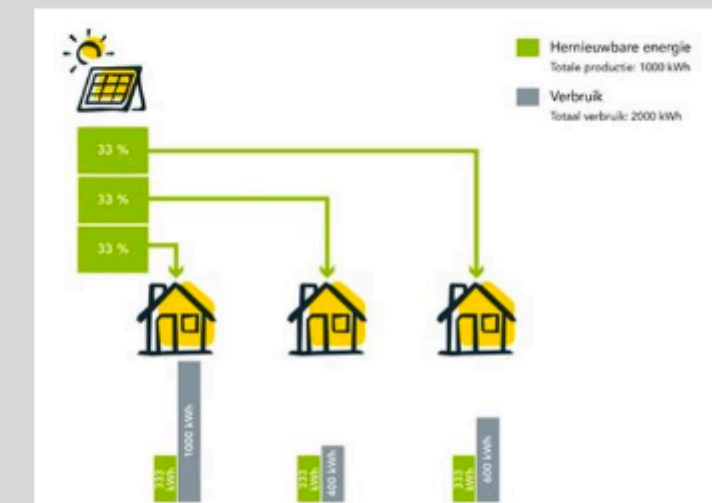 Hernieuwbare energie
Totale productie: 1000 kWh
Verbruik
Totaal verbruik: 2000 kWh
33 %
33 %
33 %
333 kWh
1000 kWh
333 kWh
400 kWh
333 kWh
600 kWh